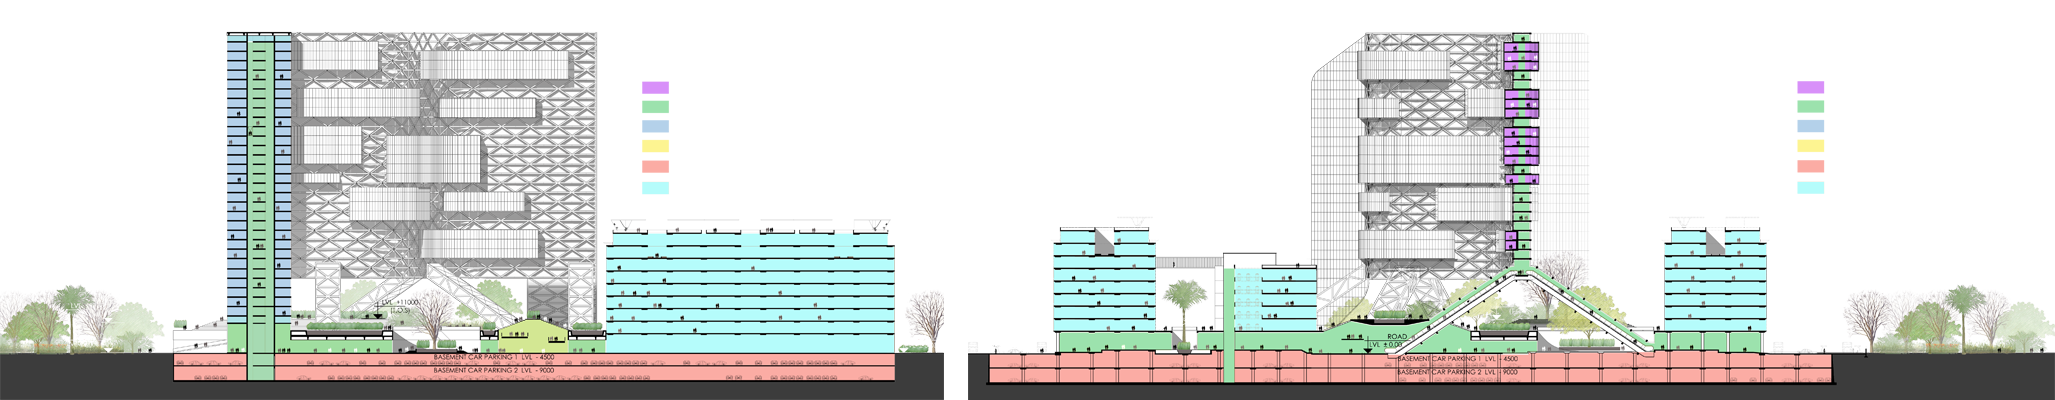 LVL +11000
(T.O.S)
BASEMENT CAR PARKING 1 LVL - 4500
BASEMENT CAR PARKING 2 LVL - 9000
ROAD
LVL ± 0.00
BASEMENT CAR PARKING 1 LVL - 4500
BASEMENT CAR PARKING 2 LVL - 9000